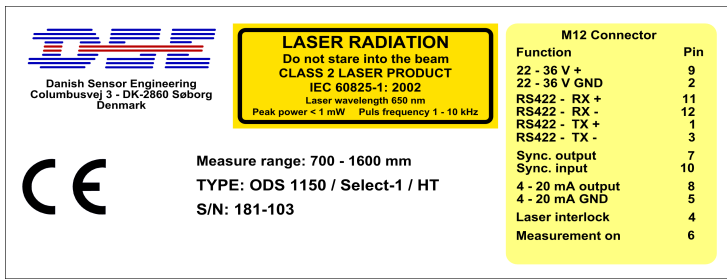 DSE
Danish Sensor Engineering
Columbusvej 3 - DK-2860 Søborg
Denmark
LASER RADIATION
Do not stare into the beam
CLASS 2 LASER PRODUCT
IEC 60825-1: 2002
Laser wavelength 650 nm
Peak power < 1 mW Puls frequency 1 - 10 kHz
CE
Measure range: 700 - 1600 mm
TYPE: ODS 1150 / Select-1 / HT
S/N: 181-103
M12 Connector
Function Pin
22 - 36 V + 9
22 - 36 V GND 2
RS422 - RX + 11
RS422 - RX - 12
RS422 - TX + 1
RS422 - TX - 3
Sync. output 7
Sync. input 10
4 - 20 mA output 8
4 - 20 mA GND 5
Laser interlock 4
Measurement on 6